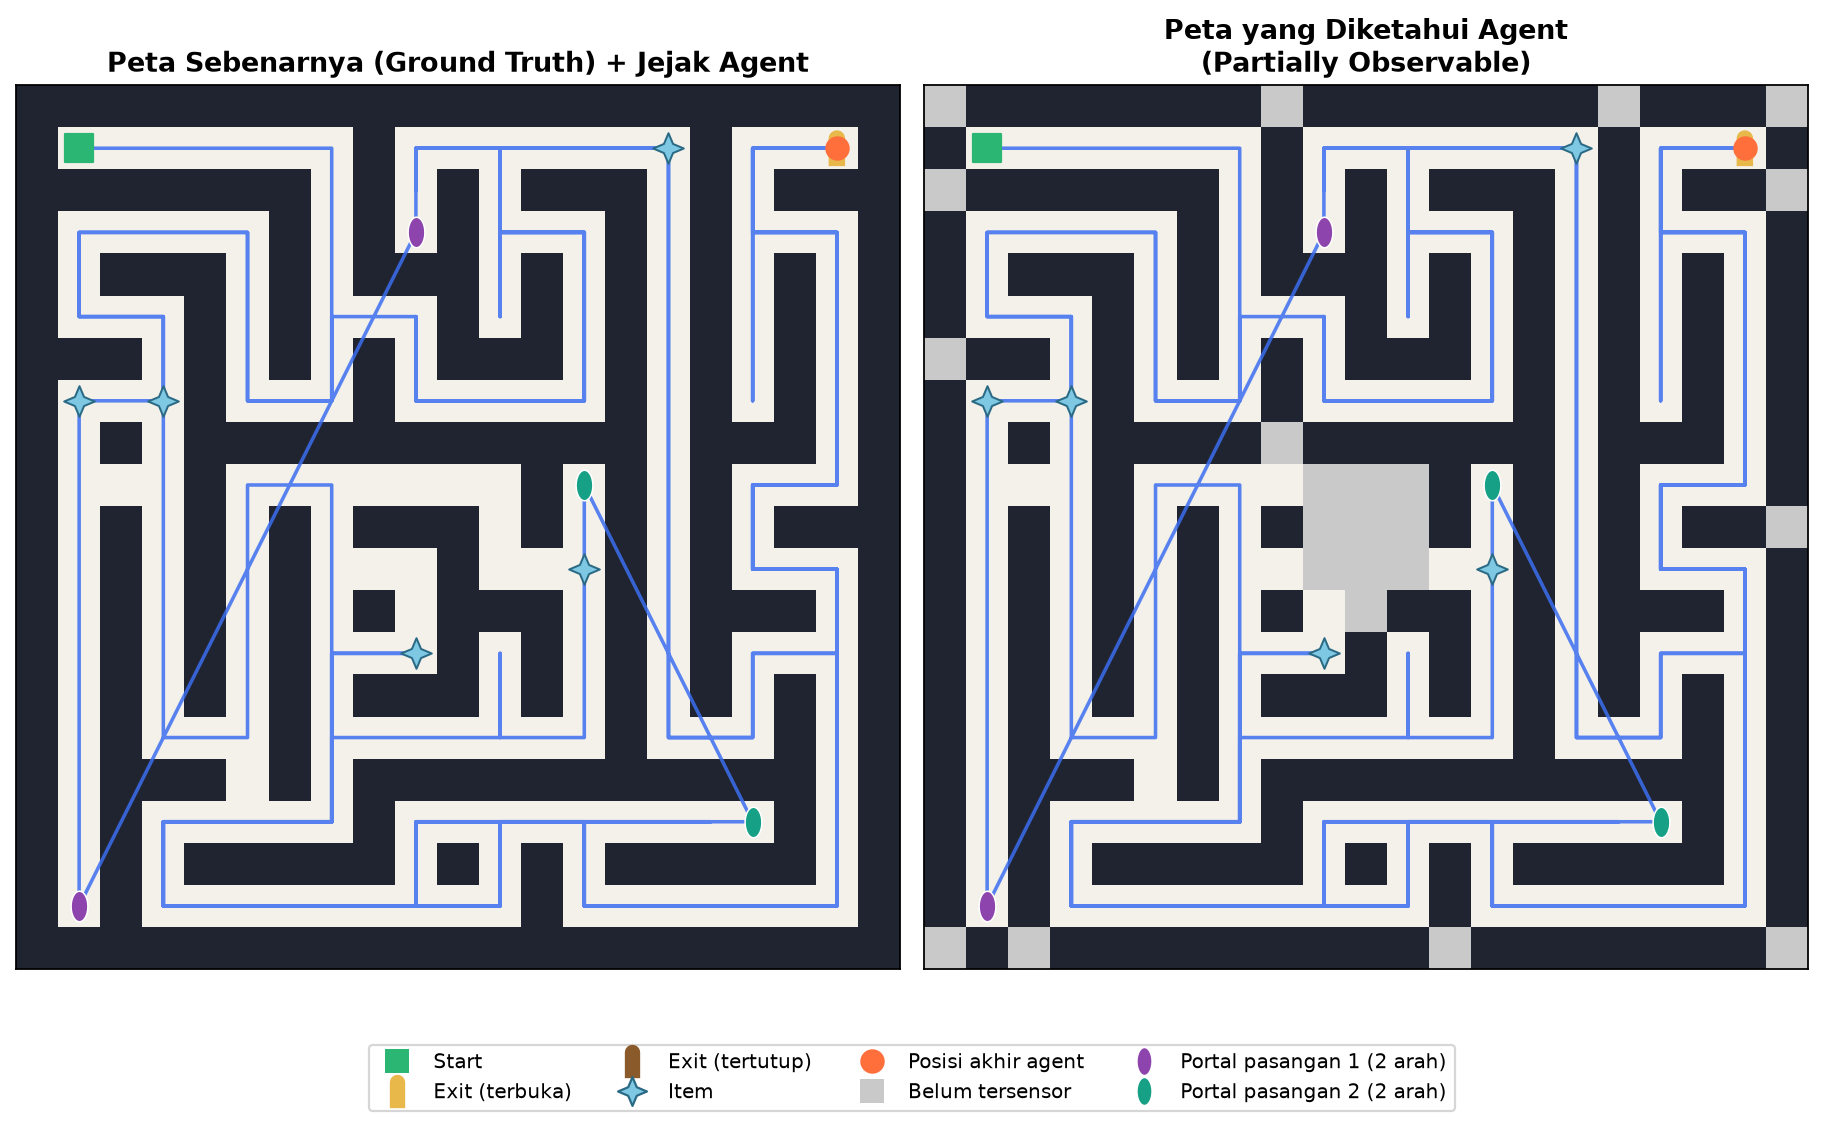 Peta Sebenarnya (Ground Truth) + Jejak Agent
Peta yang Diketahui Agent
(Partially Observable)
Start
Exit (terbuka)
Exit (tertutup)
Item
Posisi akhir agent
Belum tersensor
Portal pasangan 1 (2 arah)
Portal pasangan 2 (2 arah)